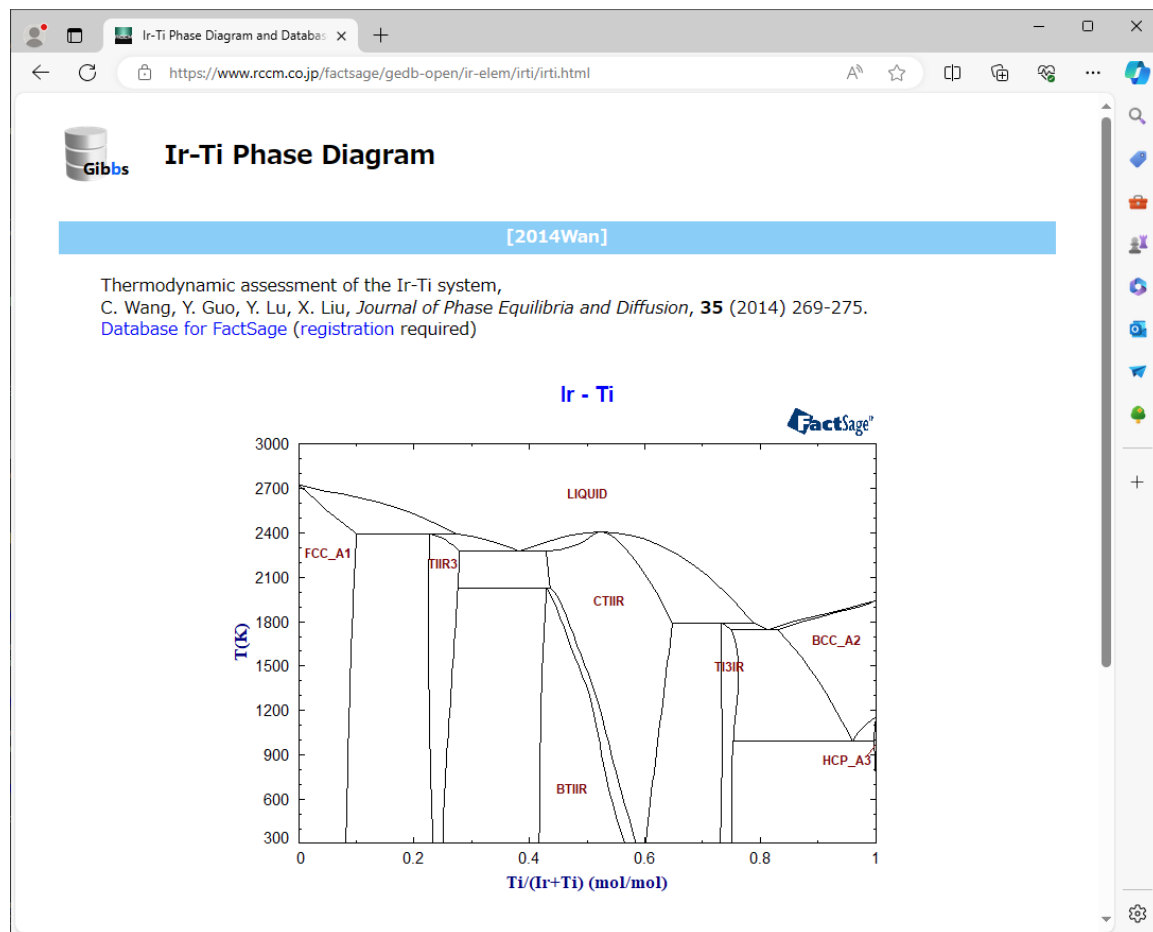 Ir-Ti Phase Diagram and Databas
https://www.rccm.co.jp/factsage/gedb-open/ir-elem/irti/irti.html
Gibbs
Ir-Ti Phase Diagram
[2014Wan]
Thermodynamic assessment of the Ir-Ti system,
C. Wang, Y. Guo, Y. Lu, X. Liu, Journal of Phase Equilibria and Diffusion, 35 (2014) 269-275.
Database for FactSage (registration required)
Ir - Ti
FactSage®
3000
2700
2400
2100
1800
1500
1200
900
600
300
T(K)
LIQUID
FCC_A1
TIIR3
CTIIR
BCC_A2
TI3IR
HCP_A3
BTIIR
0 0.2 0.4 0.6 0.8 1
Ti/(Ir+Ti) (mol/mol)